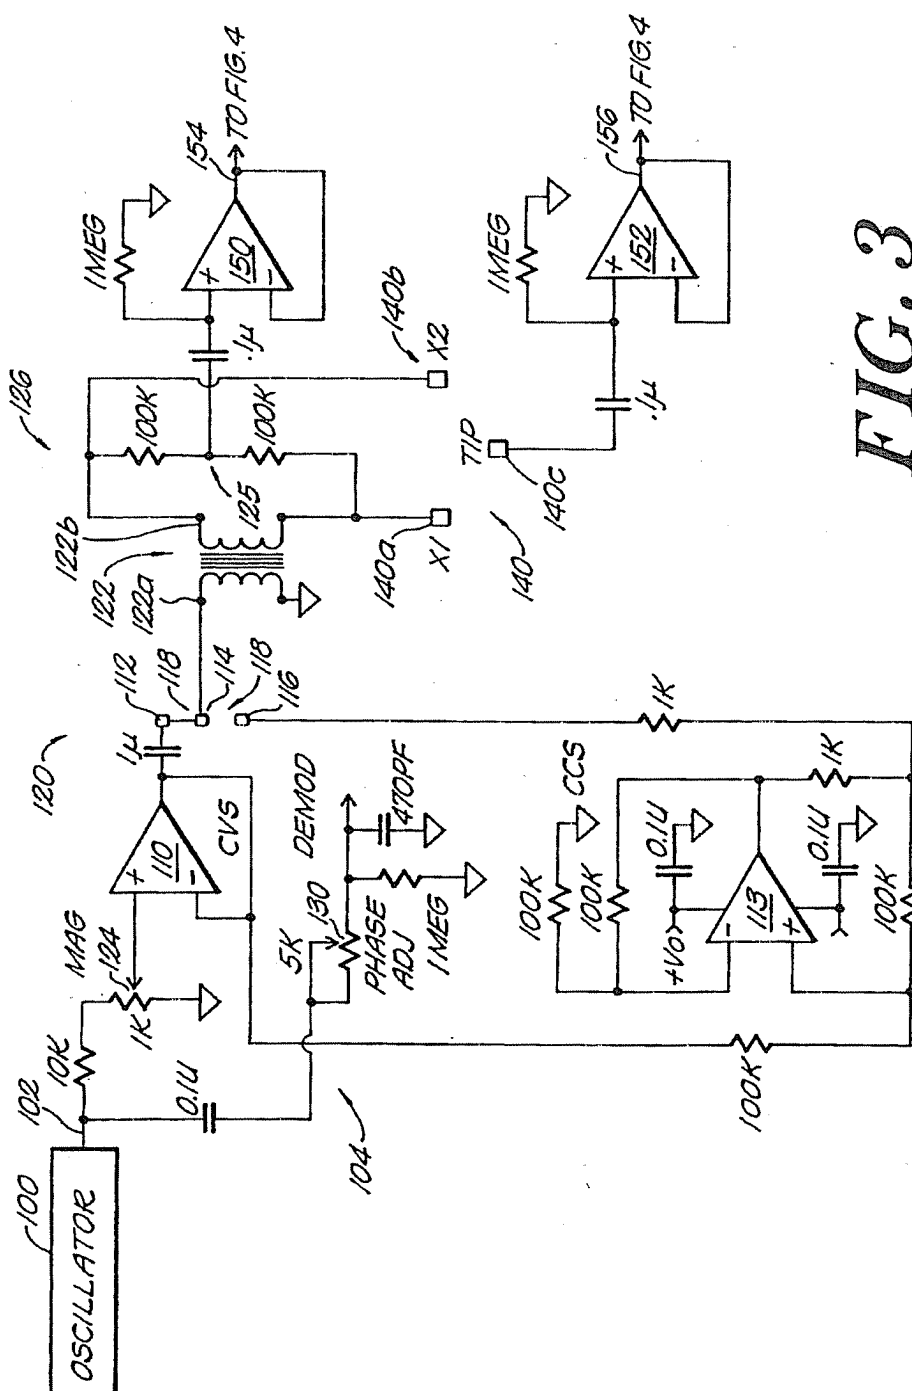 100
OSCILLATOR
102
10K
MAG
124
1K
0.1U
104
120
110
+
-
CVS
1µ
112
118
114
118
116
5K
130
DEMOD
PHASE
ADJ
470PF
1MEG
122
122a
122b
126
100K
100K
125
.1µ
1MEG
+
150
-
154
TO FIG.4
140a
X1
140b
X2
140
TIP
140c
.1µ
1MEG
+
152
-
156
TO FIG.4
1K
CCS
100K
100K
0.1U
+Vo
-
113
+
0.1U
1K
100K
100K
FIG. 3